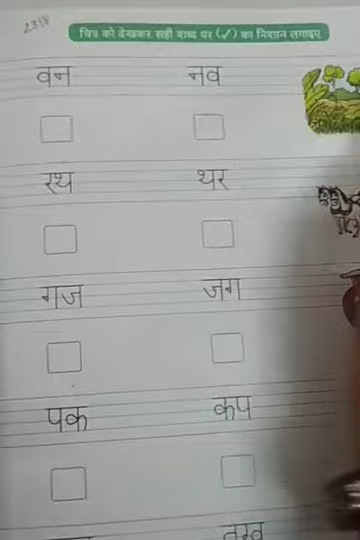 चित्र को देखकर सही शब्द पर (✓) का निशान लगाइए
वन नव
रथ थर
गज जग
पक कप